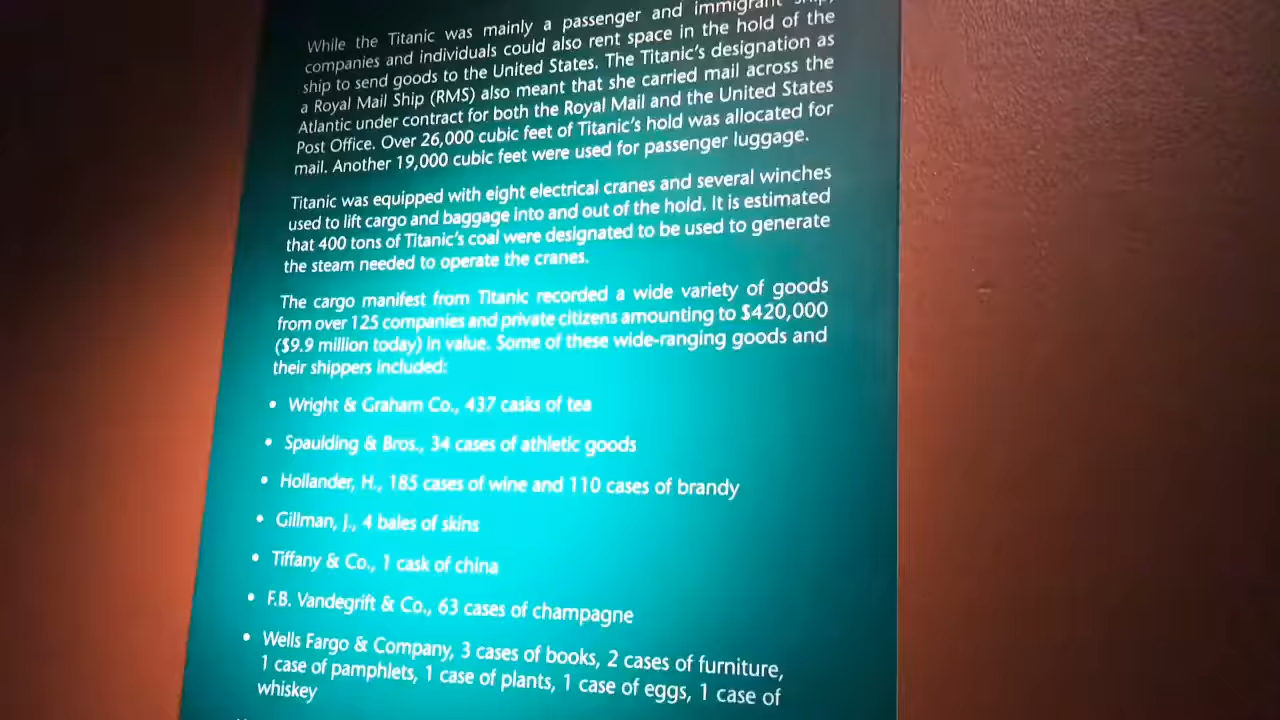 While the Titanic was mainly a passenger and immigrant ship,
companies and individuals could also rent space in the hold of the
ship to send goods to the United States. The Titanic's designation as
a Royal Mail Ship (RMS) also meant that she carried mail across the
Atlantic under contract for both the Royal Mail and the United States
Post Office. Over 26,000 cubic feet of Titanic's hold was allocated for
mail. Another 19,000 cubic feet were used for passenger luggage.
Titanic was equipped with eight electrical cranes and several winches
used to lift cargo and baggage into and out of the hold. It is estimated
that 400 tons of Titanic's coal were designated to be used to generate
the steam needed to operate the cranes.
The cargo manifest from Titanic recorded a wide variety of goods
from over 125 companies and private citizens amounting to $420,000
($9.9 million today) in value. Some of these wide-ranging goods and
their shippers included:
• Wright & Graham Co., 437 casks of tea
• Spaulding & Bros., 34 cases of athletic goods
• Hollander, H., 185 cases of wine and 110 cases of brandy
• Gillman, J., 4 bales of skins
• Tiffany & Co., 1 cask of china
• F.B. Vandegrift & Co., 63 cases of champagne
• Wells Fargo & Company, 3 cases of books, 2 cases of furniture,
1 case of pamphlets, 1 case of plants, 1 case of eggs, 1 case of
whiskey